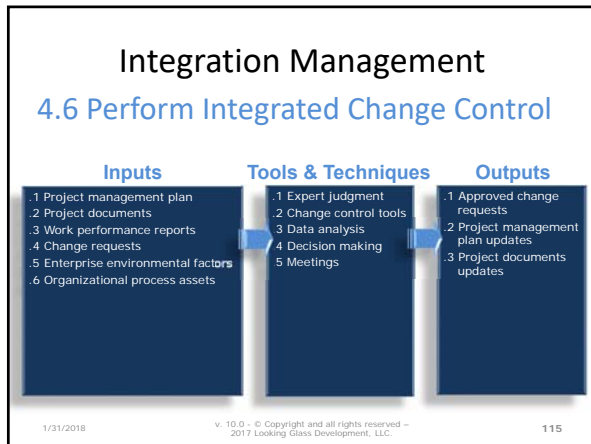 Integration Management
4.6 Perform Integrated Change Control
Inputs
.1 Project management plan
.2 Project documents
.3 Work performance reports
.4 Change requests
.5 Enterprise environmental factors
.6 Organizational process assets
Tools & Techniques
.1 Expert judgment
.2 Change control tools
3 Data analysis
4 Decision making
5 Meetings
Outputs
.1 Approved change
requests
.2 Project management
plan updates
.3 Project documents
updates
1/31/2018
v. 10.0 - © Copyright and all rights reserved –
2017 Looking Glass Development, LLC.
115